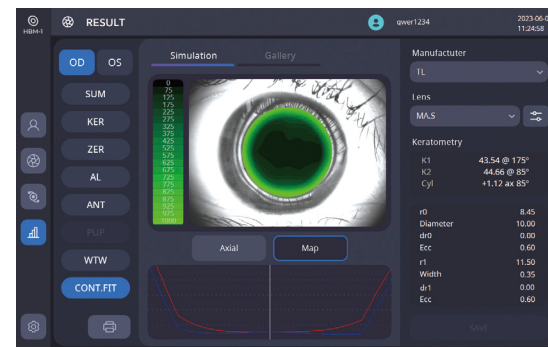 HBM-1
RESULT
qwer1234
2023-06-0
11:24:58
OD
OS
SUM
KER
ZER
AL
ANT
PUP
WTW
CONT.FIT
Simulation
Gallery
0
75
125
175
225
275
325
375
425
525
575
625
675
725
775
825
875
925
975
1000
Axial
Map
Manufactuter
TL
Lens
MA.S
Keratometry
K1 43.54 @ 175°
K2 44.66 @ 85°
Cyl +1.12 ax 85°
r0 8.45
Diameter 10.00
dr0 0.00
Ecc 0.60
r1 11.50
Width 0.35
dr1 0.00
Ecc 0.60
SAVE